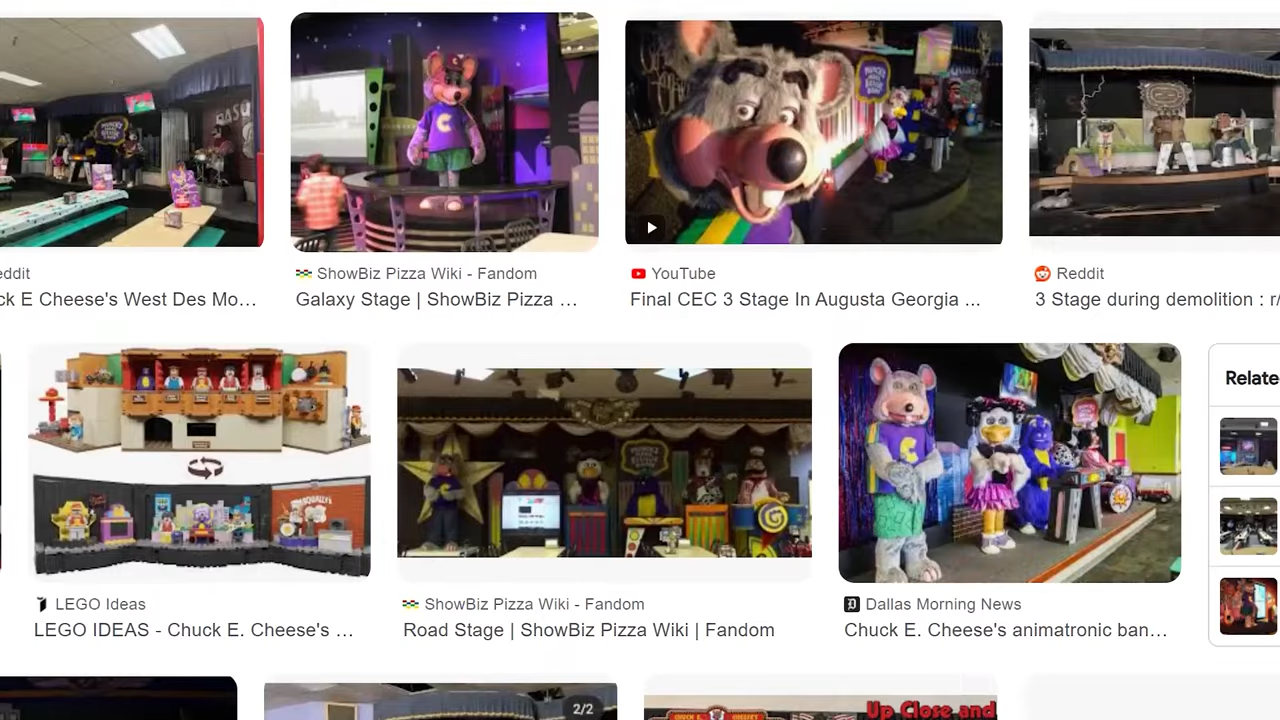 eddit
ck E Cheese's West Des Mo...
ShowBiz Pizza Wiki - Fandom
Galaxy Stage | ShowBiz Pizza ...
YouTube
Final CEC 3 Stage In Augusta Georgia ...
Reddit
3 Stage during demolition : r/
LEGO Ideas
LEGO IDEAS - Chuck E. Cheese's ...
ShowBiz Pizza Wiki - Fandom
Road Stage | ShowBiz Pizza Wiki | Fandom
Dallas Morning News
Chuck E. Cheese's animatronic ban...
Relate
2/2
Up Close and